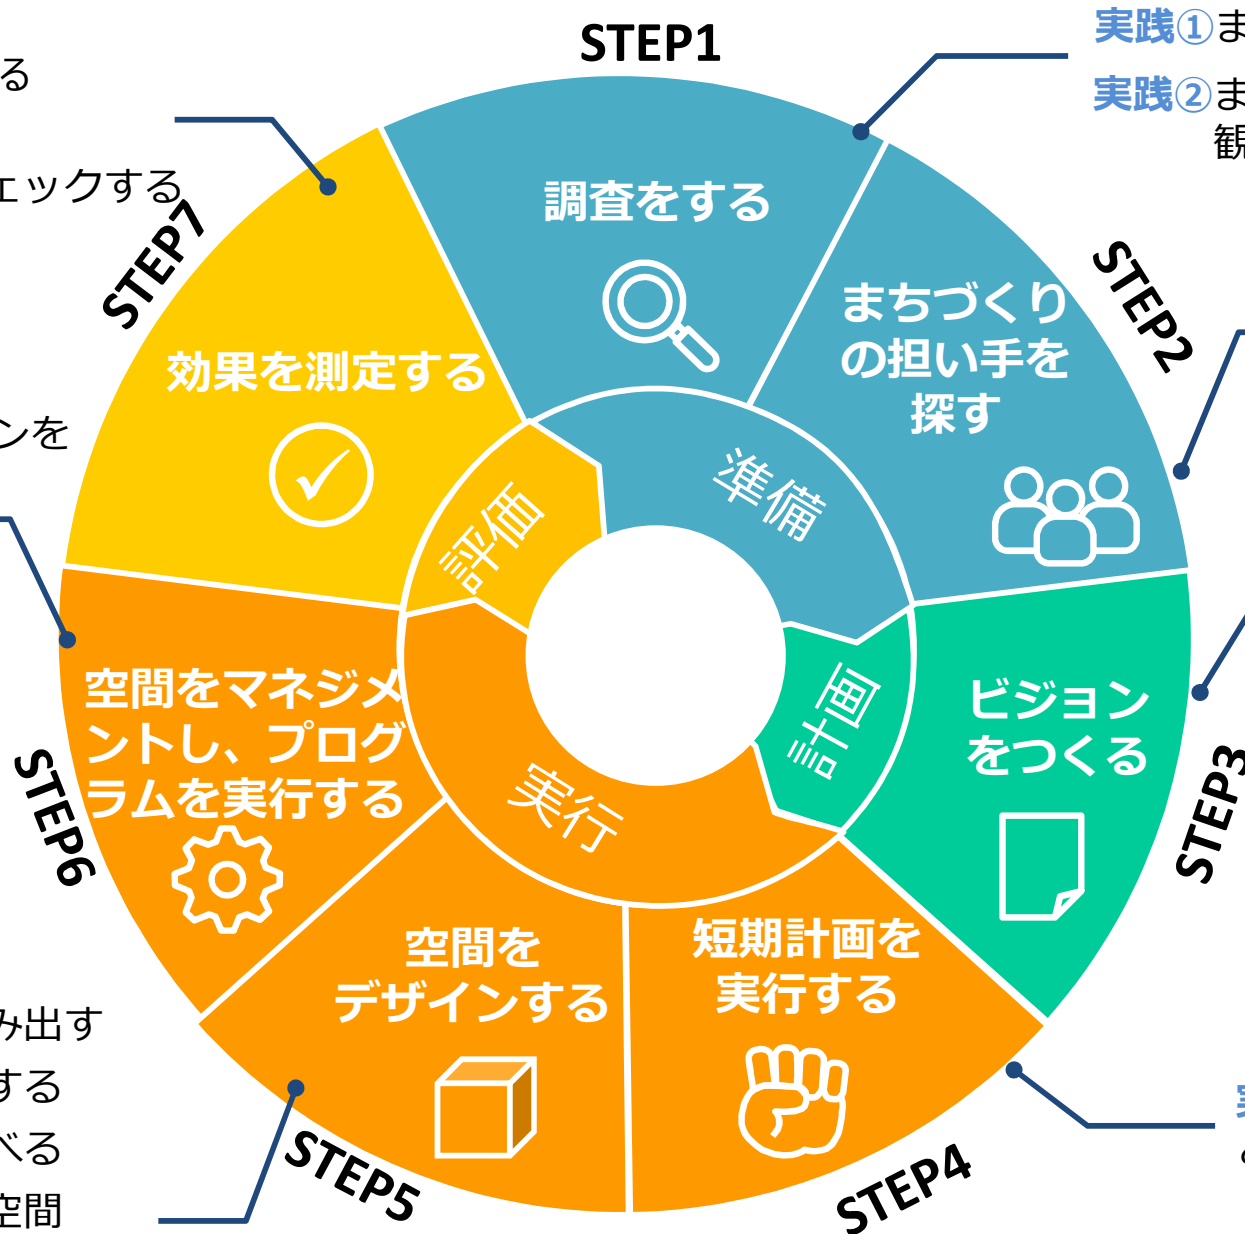 STEP1
実践①ま
実践②ま
観
る
ェックする
STEP7
調査をする
まちづくり
の担い手を
探す
STEP2
効果を測定する
ンを
準備
評価
計画
実行
ビジョン
をつくる
STEP3
空間をマネジメ
ントし、プログ
ラムを実行する
STEP6
短期計画を
実行する
STEP4
空間を
デザインする
STEP5
み出す
する
べる
空間